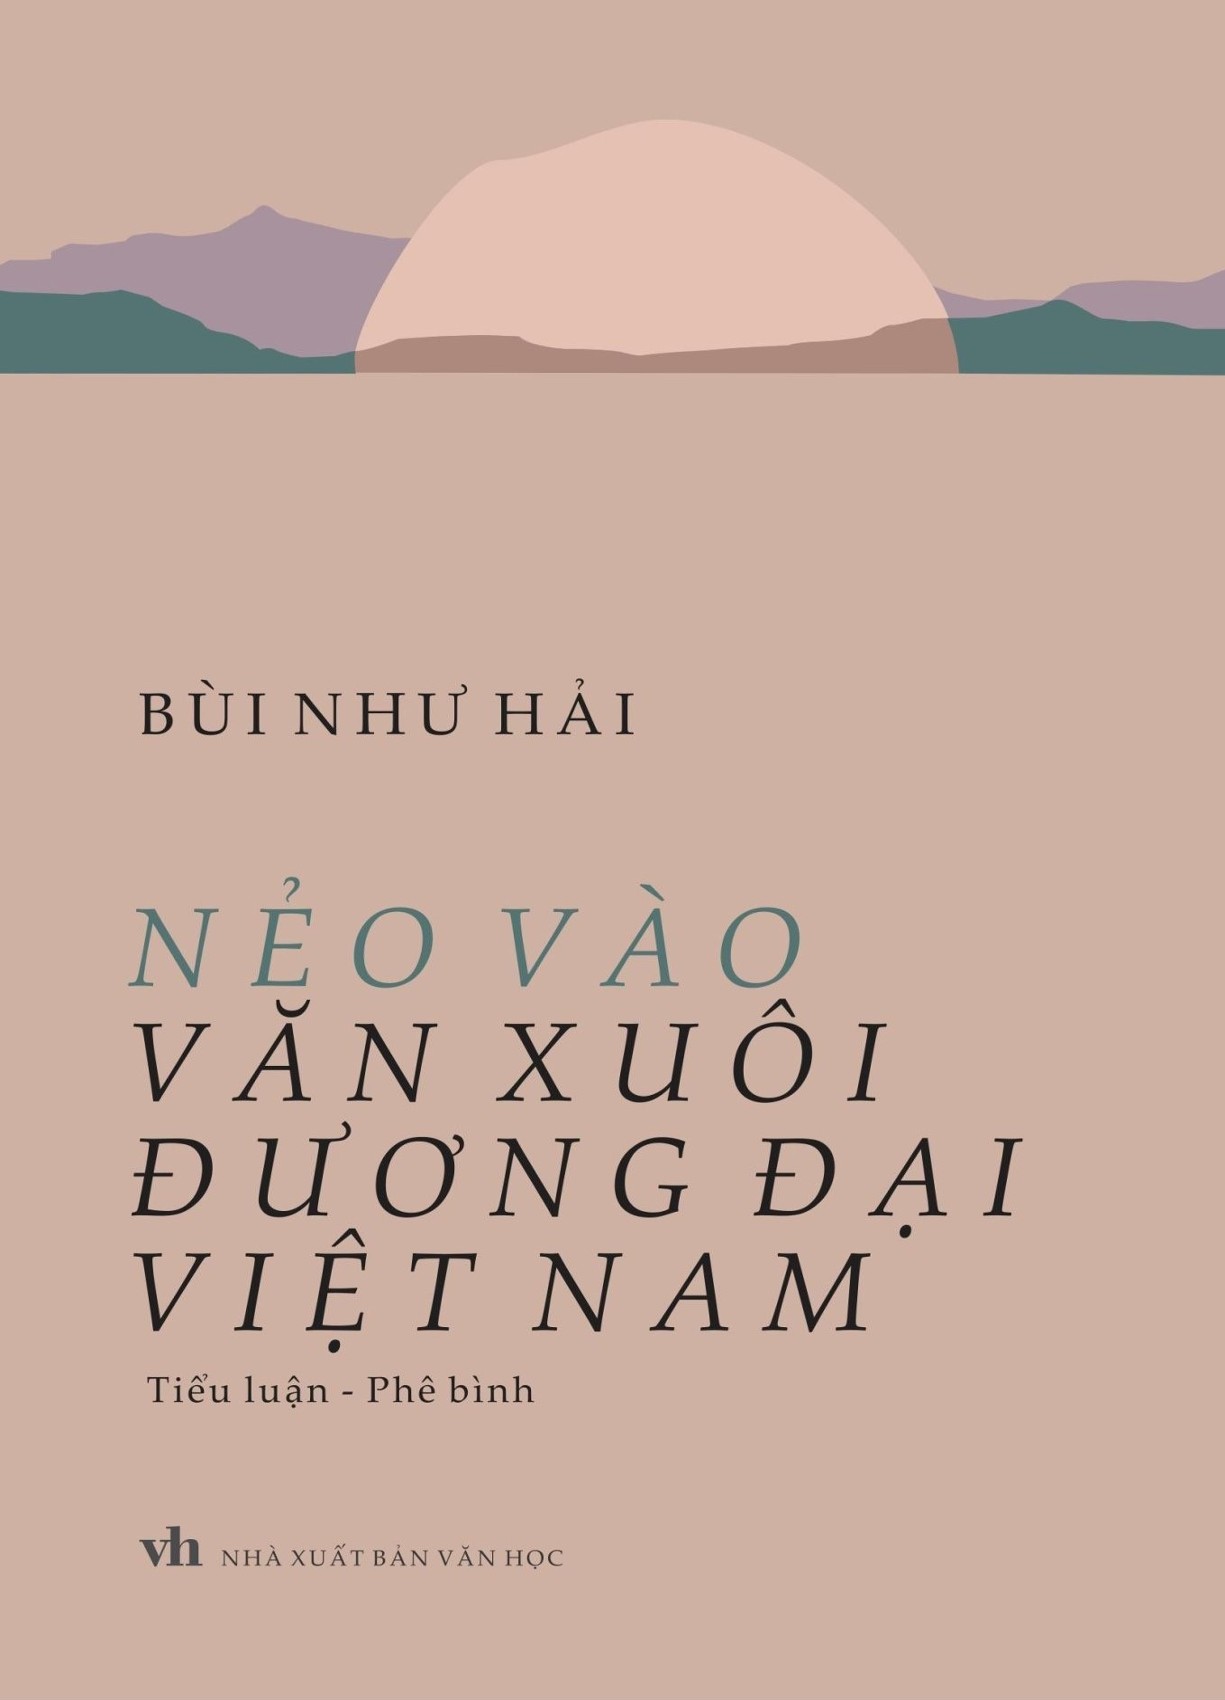 BÙI NHƯ HẢI
NẺO VÀO
VĂN XUÔI
ĐƯƠNG ĐẠI
VIỆT NAM
Tiểu luận - Phê bình
vh NHÀ XUẤT BẢN VĂN HỌC